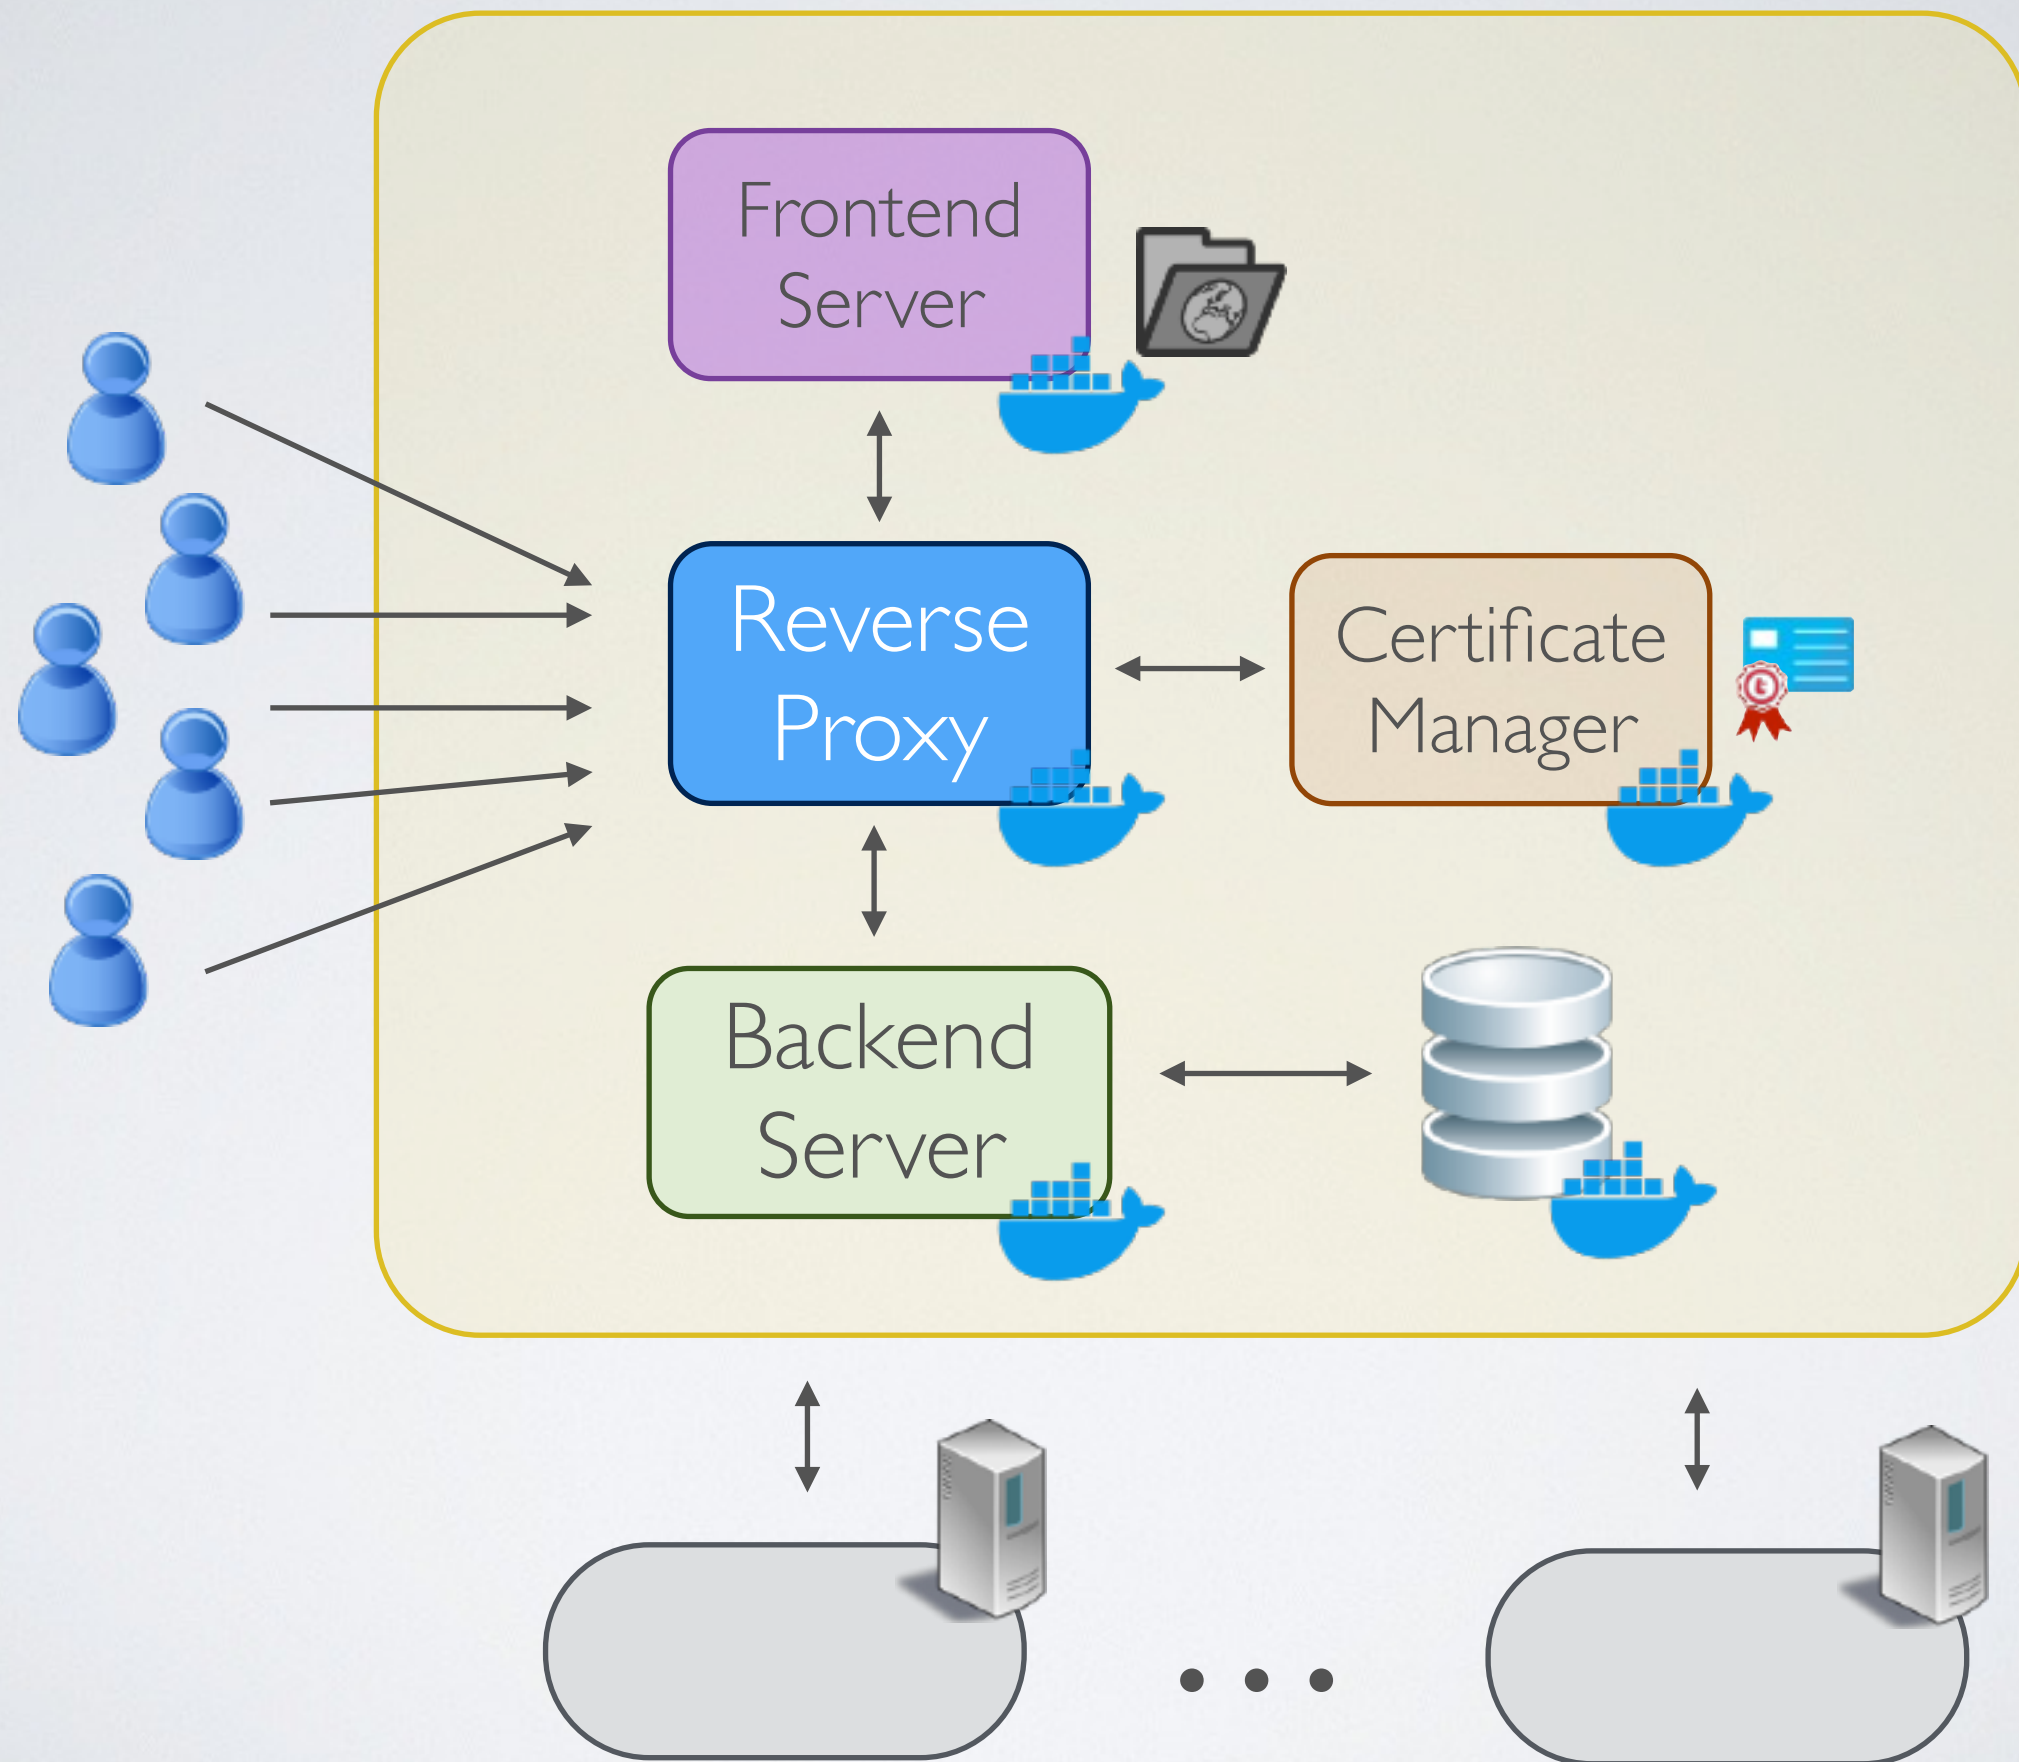 Frontend
Server
Reverse
Proxy
Certificate
Manager
Backend
Server